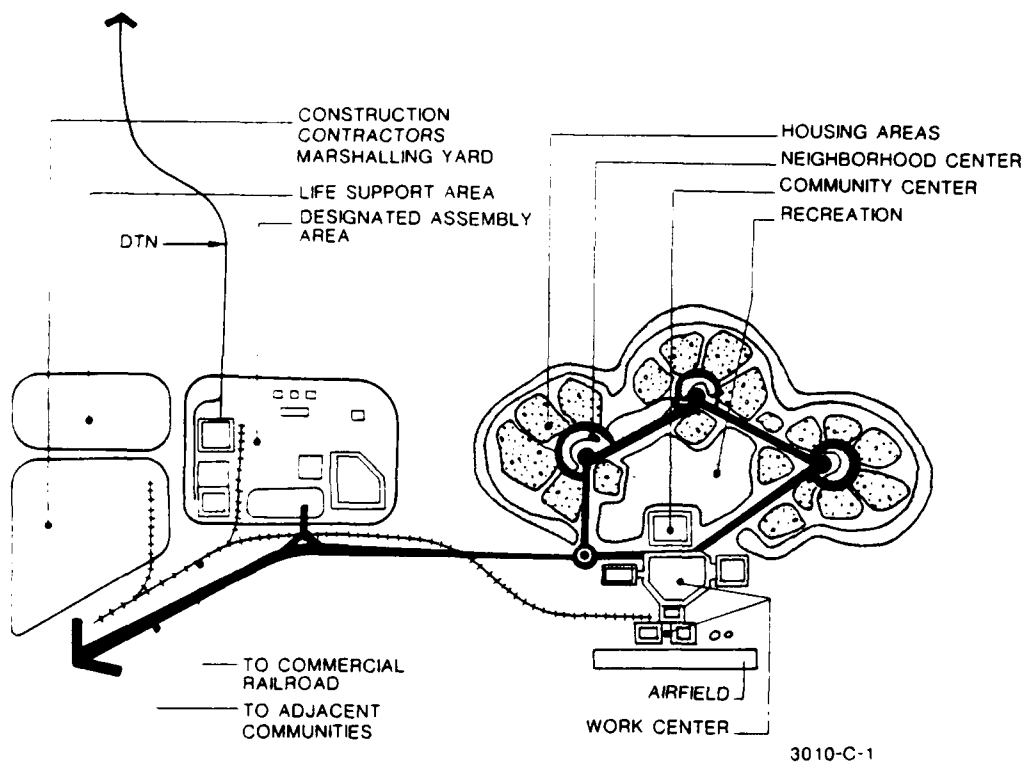 CONSTRUCTION
CONTRACTORS
MARSHALLING YARD
LIFE SUPPORT AREA
DESIGNATED ASSEMBLY
AREA
DTN
HOUSING AREAS
NEIGHBORHOOD CENTER
COMMUNITY CENTER
RECREATION
TO COMMERCIAL
RAILROAD
TO ADJACENT
COMMUNITIES
AIRFIELD
WORK CENTER
3010-C-1